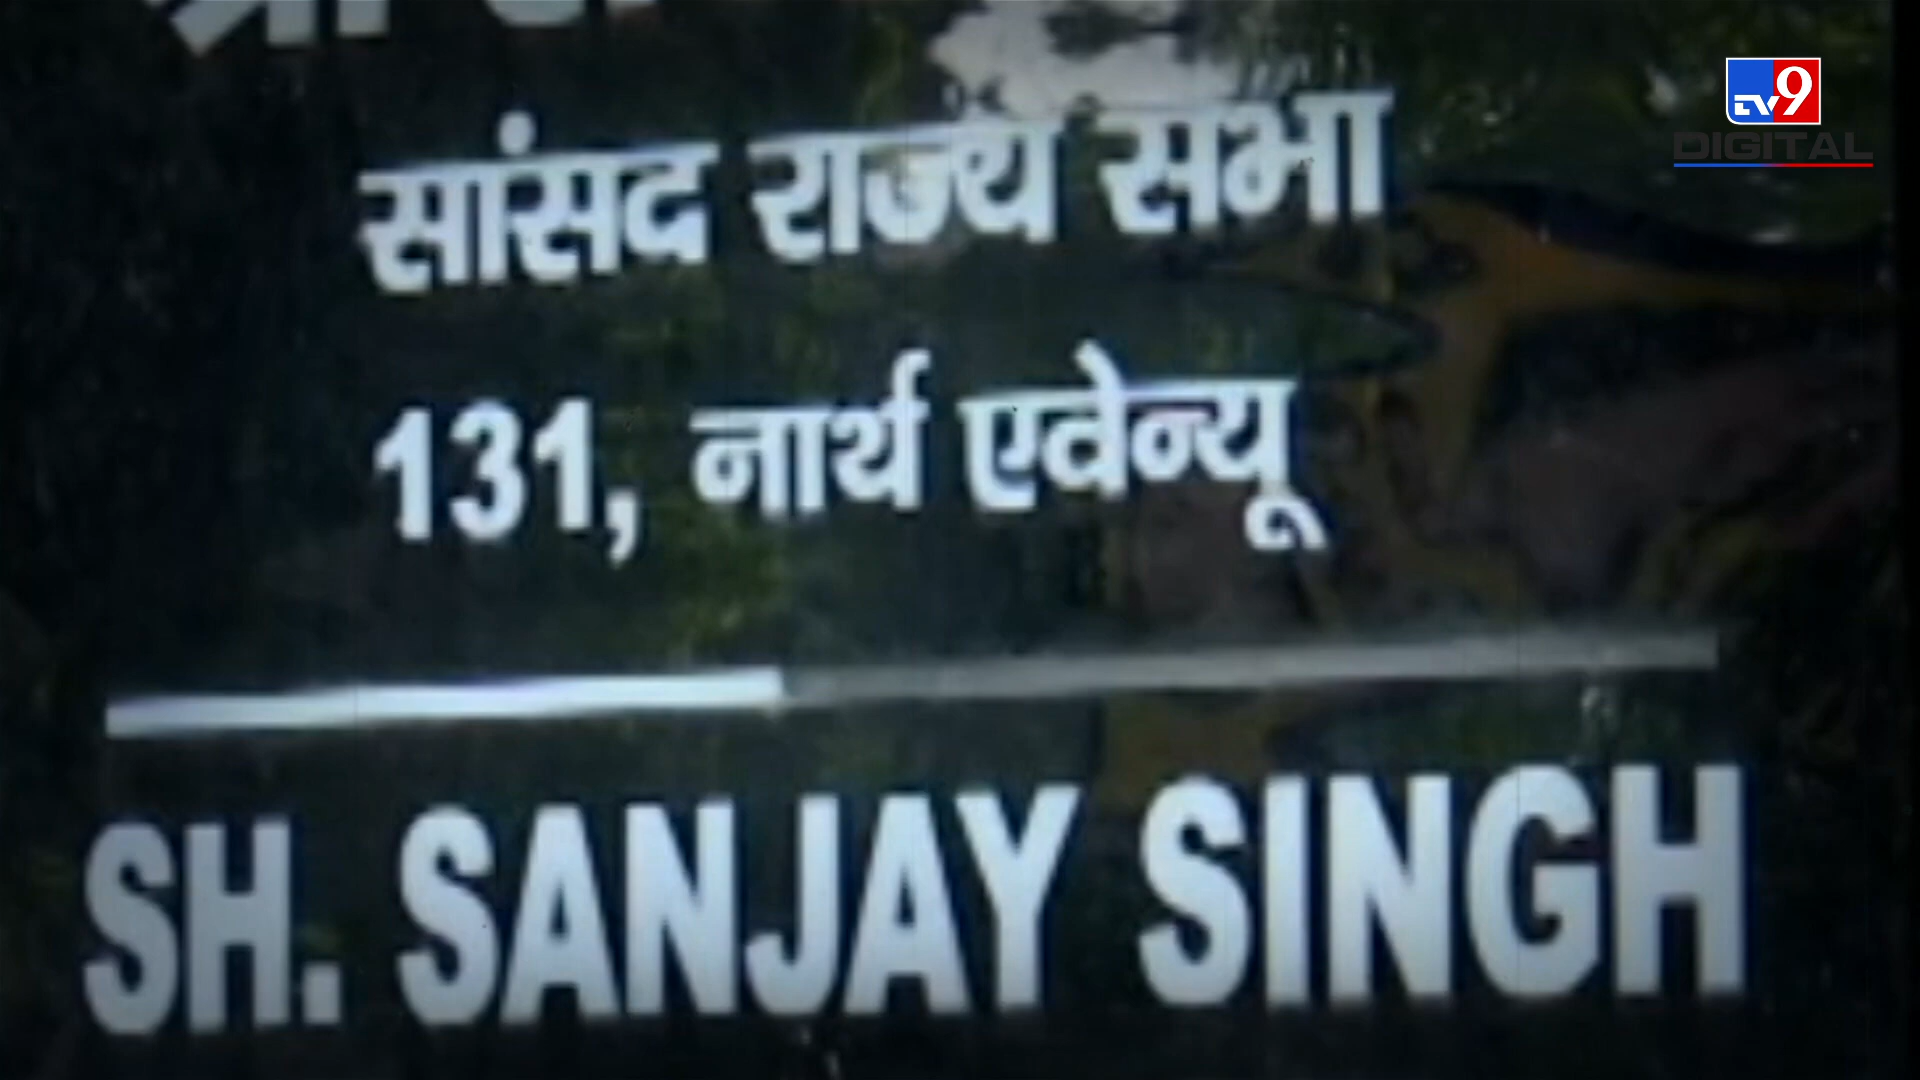 सांसद राज्य सभा
131, नार्थ एवेन्यू
SH. SANJAY SINGH
TV9
DIGITAL